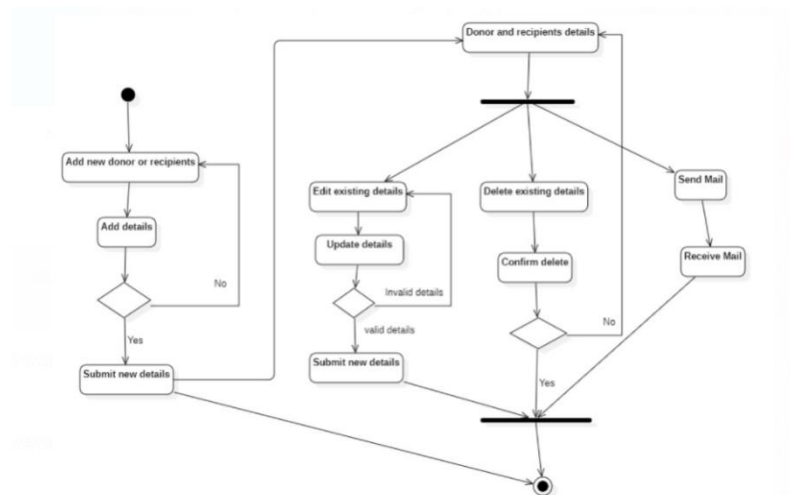 Donor and recipients details
Add new donor or recipients
Add details
No
Yes
Submit new details
Edit existing details
Update details
Invalid details
valid details
Submit new details
Delete existing details
Confirm delete
No
Yes
Send Mail
Receive Mail